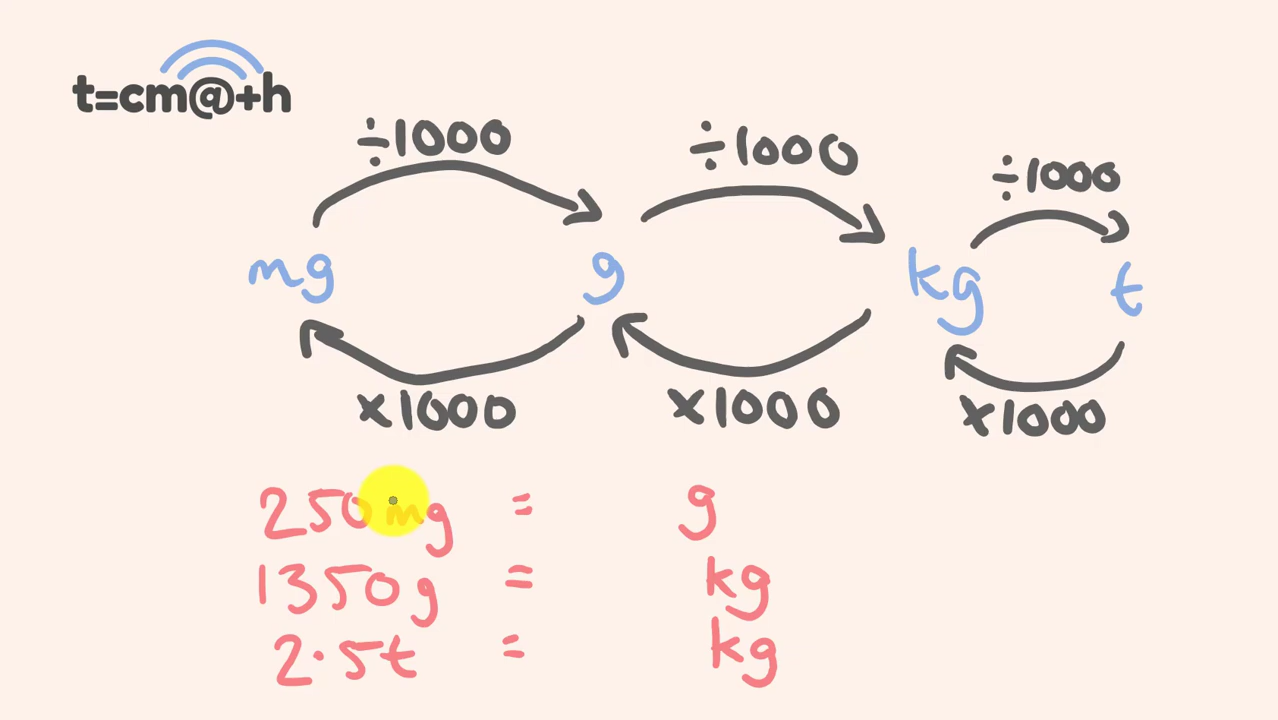 t=cm@+h
÷1000 ÷1000 ÷1000
mg g kg t
x1000 x1000 x1000
250mg = g
1350g = kg
2.5t = kg